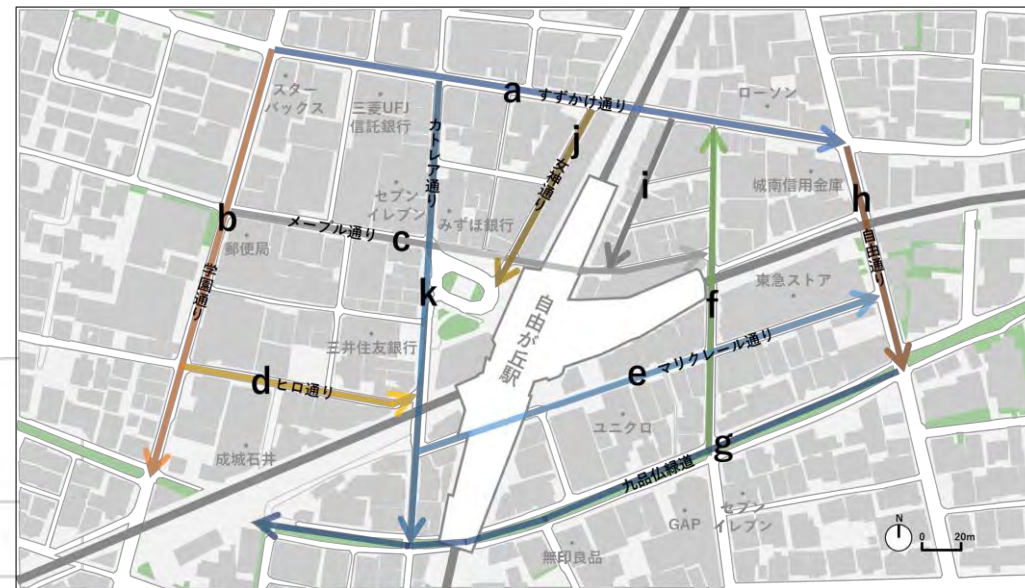 スター
バックス
三菱UFJ
信託銀行
カトレア通り
a
すずかけ通り
ローソン
j
女神通り
i
城南信用金庫
h
自由通り
セブン
イレブン
みずほ銀行
b
メープル通り
c
郵便局
学園通り
k
東急ストア
f
自由が丘駅
三井住友銀行
e
マリクレール通り
d
ヒロ通り
ユニクロ
g
成城石井
九品仏緑道
GAP
セブン
イレブン
無印良品
N
0
20m